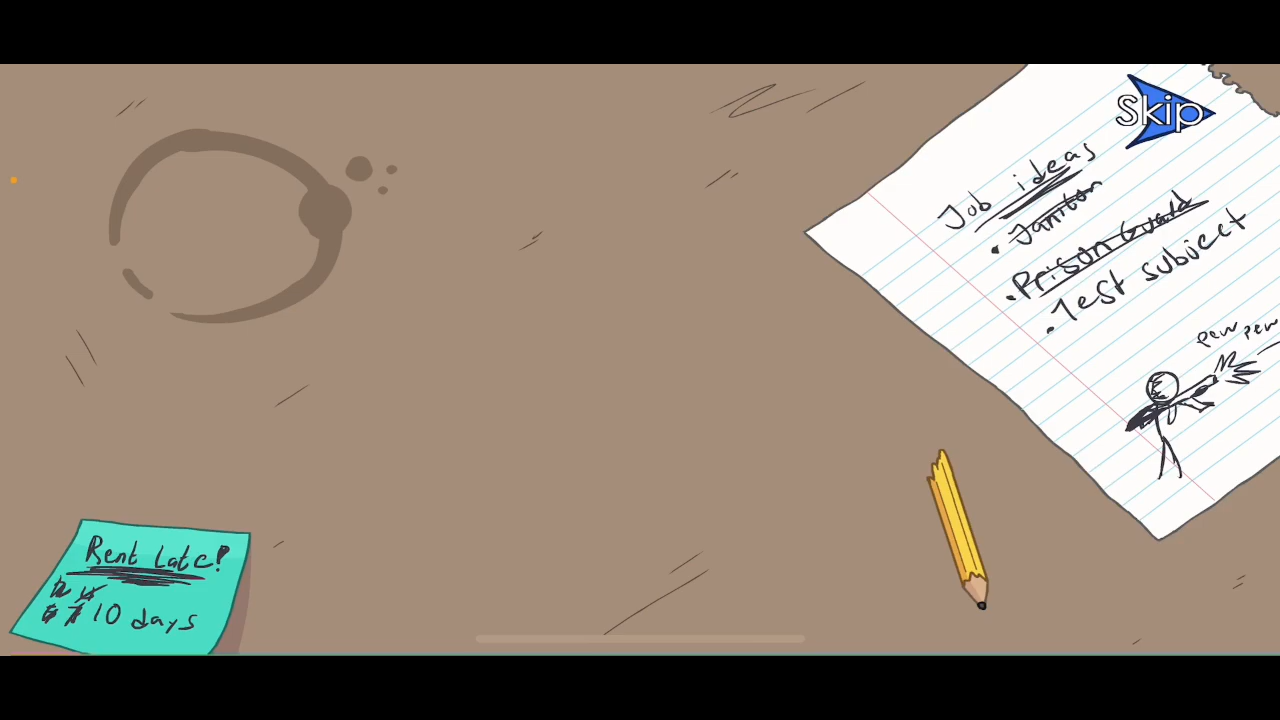 Skip
Job ideas
• Janitor
• Prison Guard
• Test subject
pew pew
Rent Late!
10 days